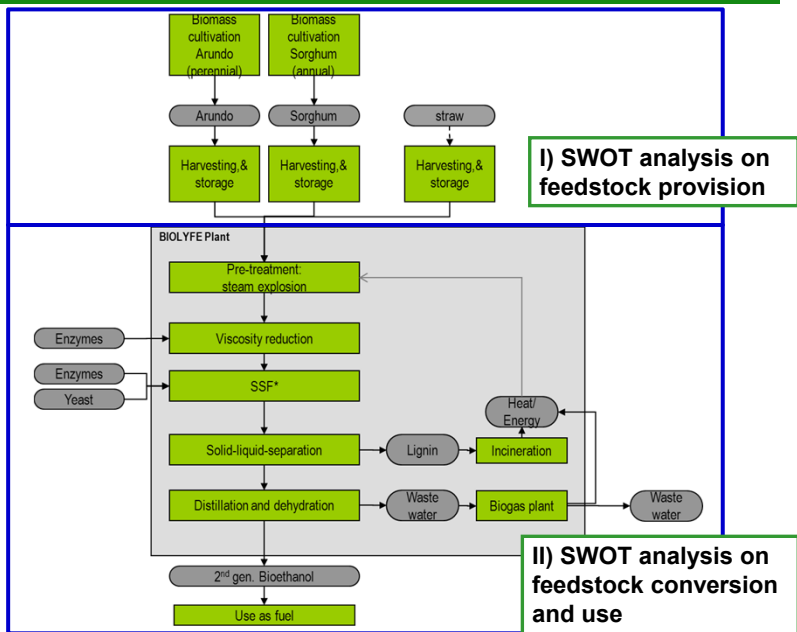 Biomass
cultivation
Arundo
(perennial)
Biomass
cultivation
Sorghum
(annual)
Arundo
Sorghum
straw
Harvesting,&
storage
Harvesting,&
storage
Harvesting,&
storage
I) SWOT analysis on
feedstock provision
BIOLYFE Plant
Pre-treatment:
steam explosion
Enzymes
Viscosity reduction
Enzymes
Yeast
SSF*
Heat/
Energy
Solid-liquid-separation
Lignin
Incineration
Distillation and dehydration
Waste
water
Biogas plant
Waste
water
2nd gen. Bioethanol
Use as fuel
II) SWOT analysis on
feedstock conversion
and use